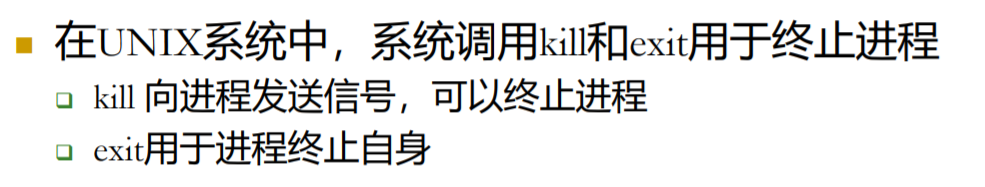 在UNIX系统中，系统调用kill和exit用于终止进程
kill 向进程发送信号，可以终止进程
exit用于进程终止自身